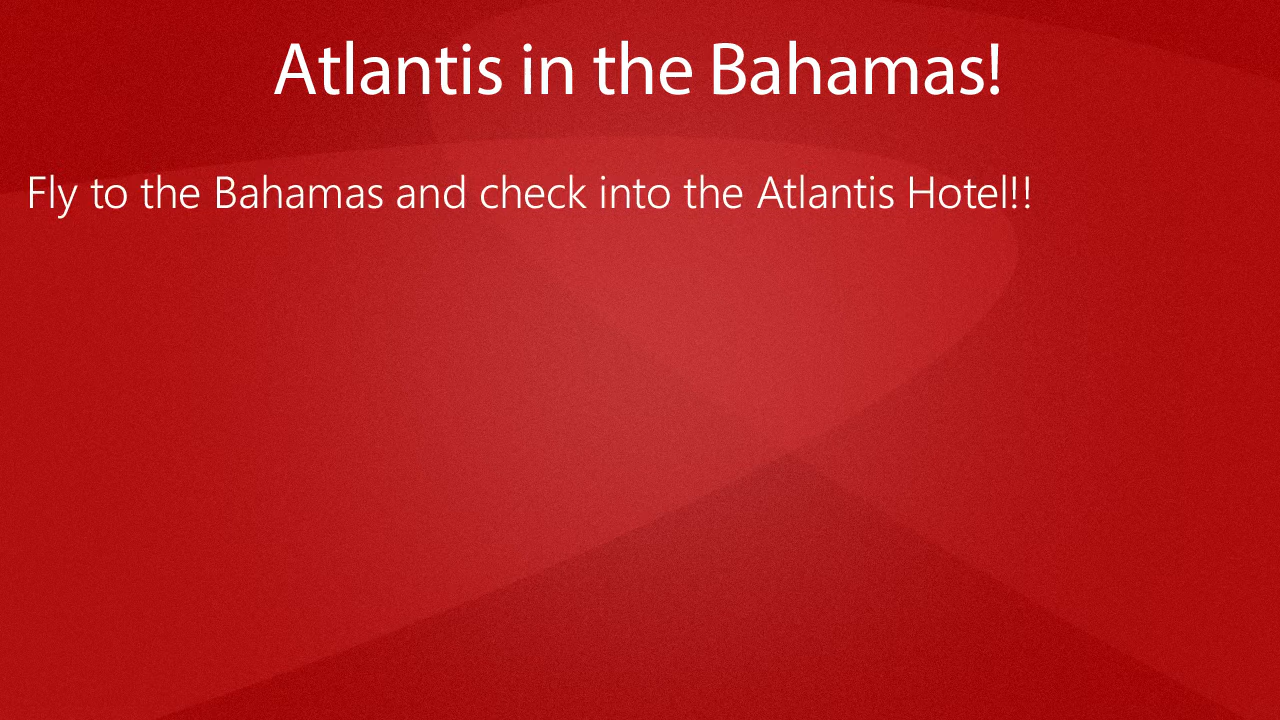 Atlantis in the Bahamas!
Fly to the Bahamas and check into the Atlantis Hotel!!